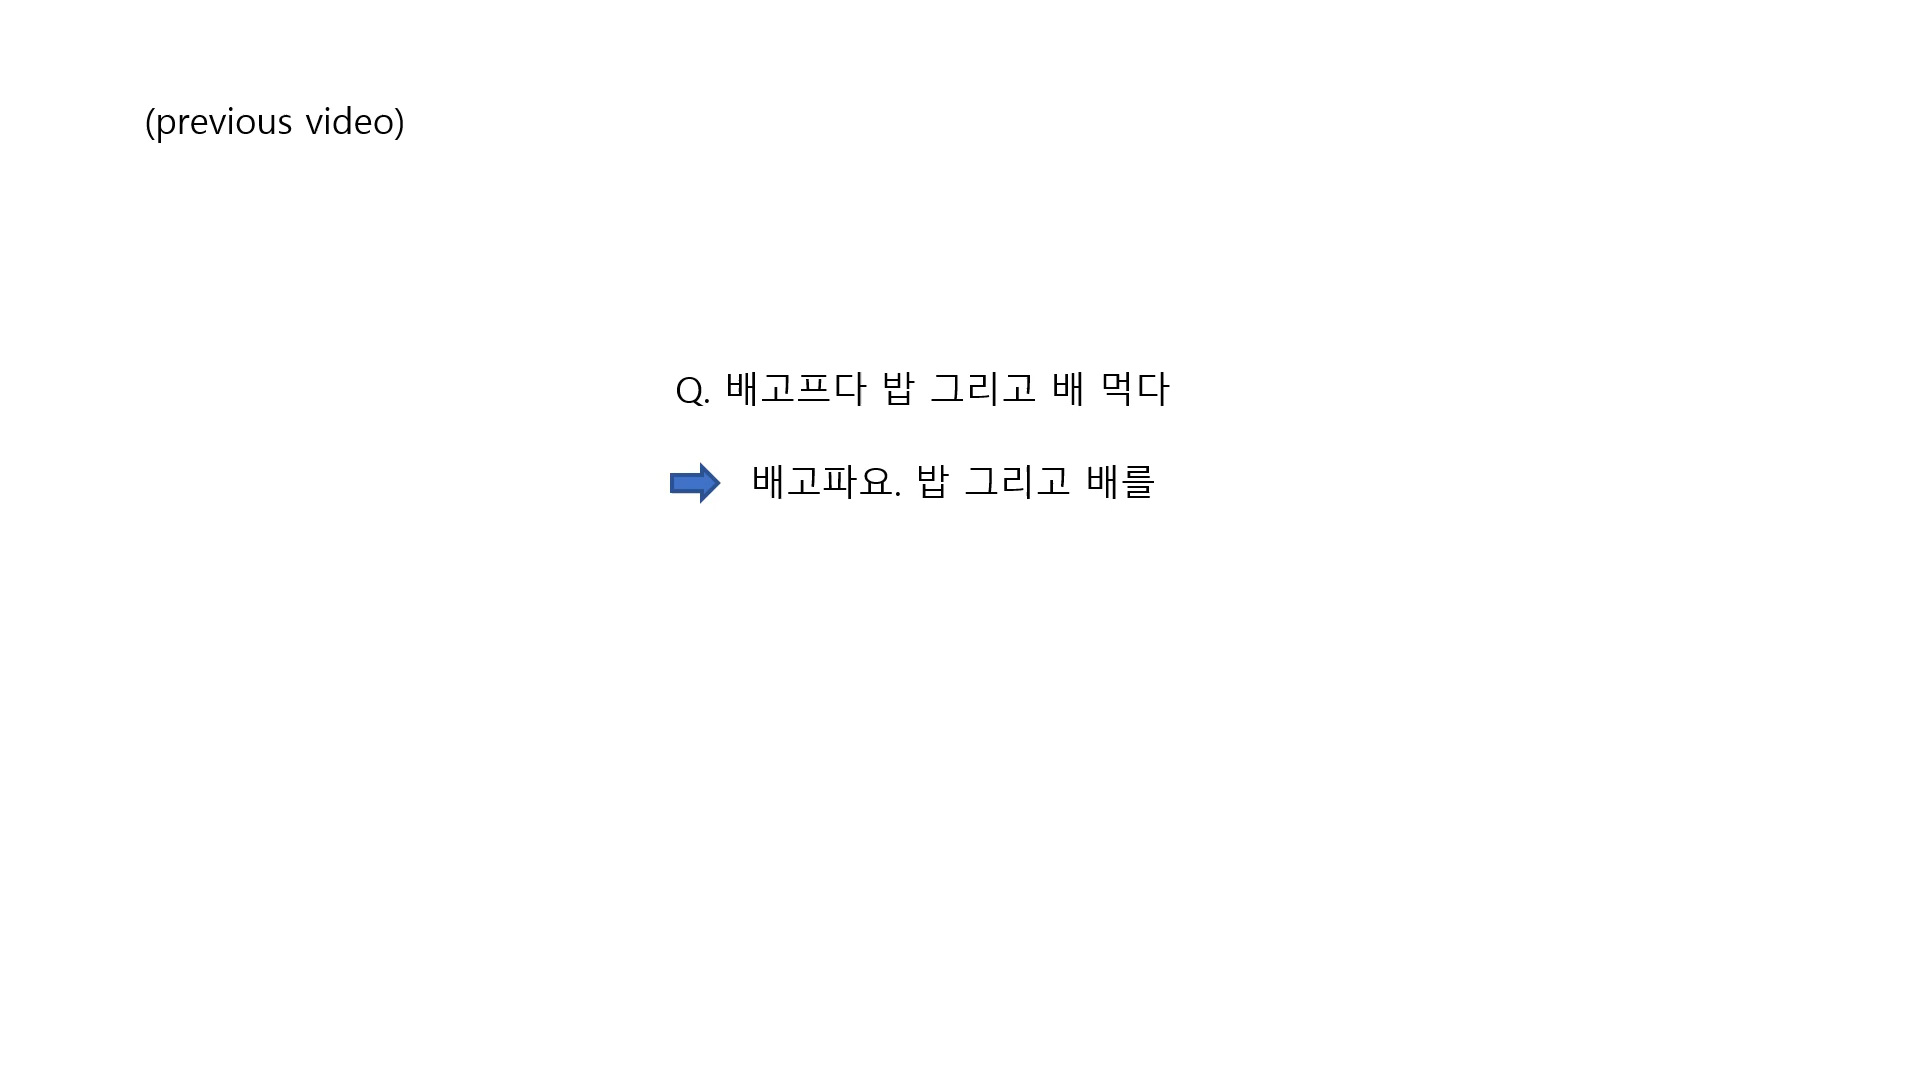 (previous video)
Q. 배고프다 밥 그리고 배 먹다
배고파요. 밥 그리고 배를